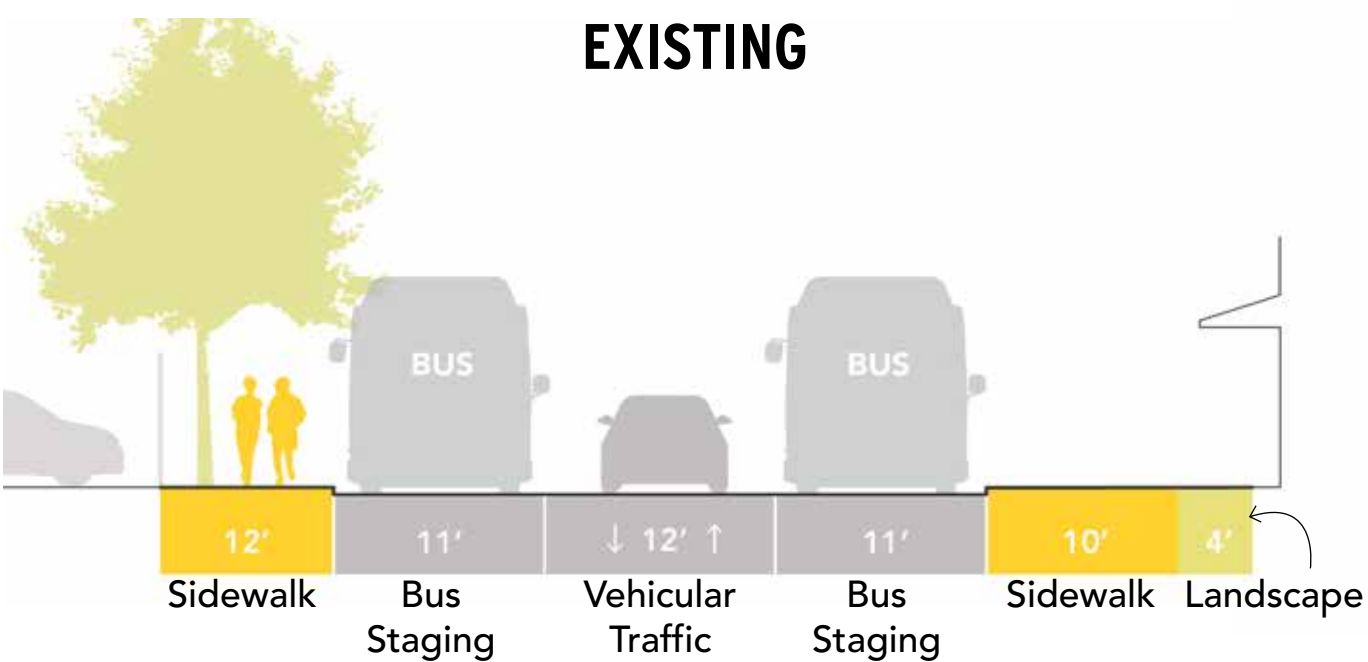 EXISTING
BUS
BUS
12'
11'
↓ 12' ↑
11'
10'
4'
Sidewalk
Bus
Staging
Vehicular
Traffic
Bus
Staging
Sidewalk
Landscape